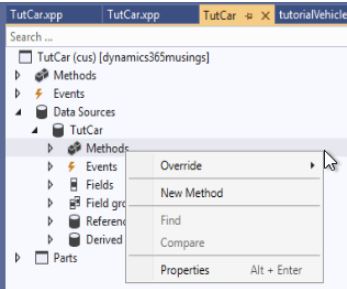 TutCar.xpp TutCar.xpp TutCar tutorialVehicle
Search ...
TutCar (cus) [dynamics365musings]
Methods
Events
Data Sources
TutCar
Methods
Events
Fields
Field gro
Referenc
Derived
Parts
Override
New Method
Find
Compare
Properties Alt + Enter